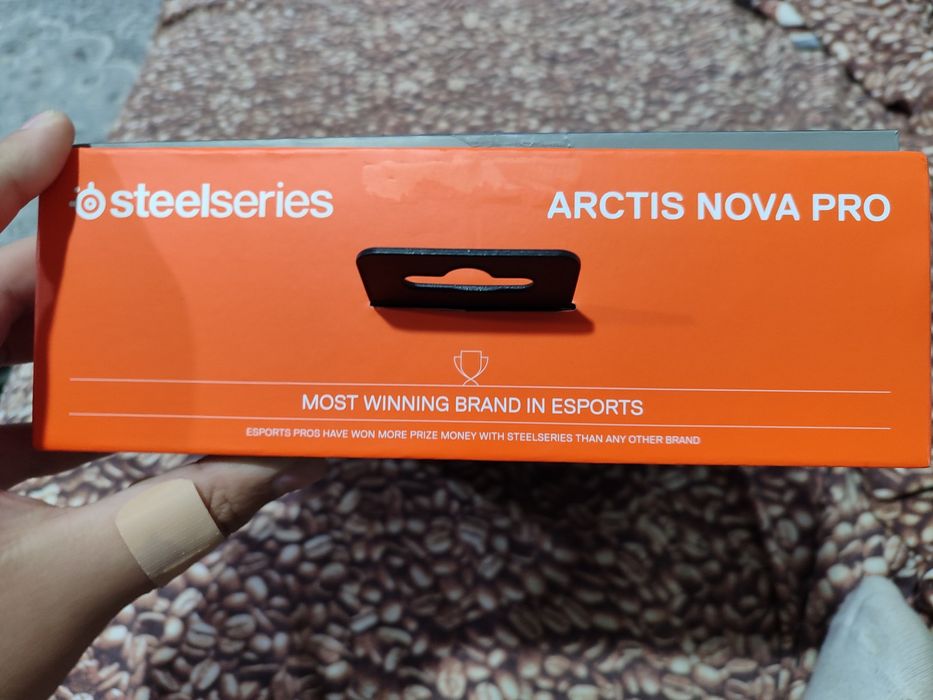 steelseries
ARCTIS NOVA PRO
MOST WINNING BRAND IN ESPORTS
ESPORTS PROS HAVE WON MORE PRIZE MONEY WITH STEELSERIES THAN ANY OTHER BRAND